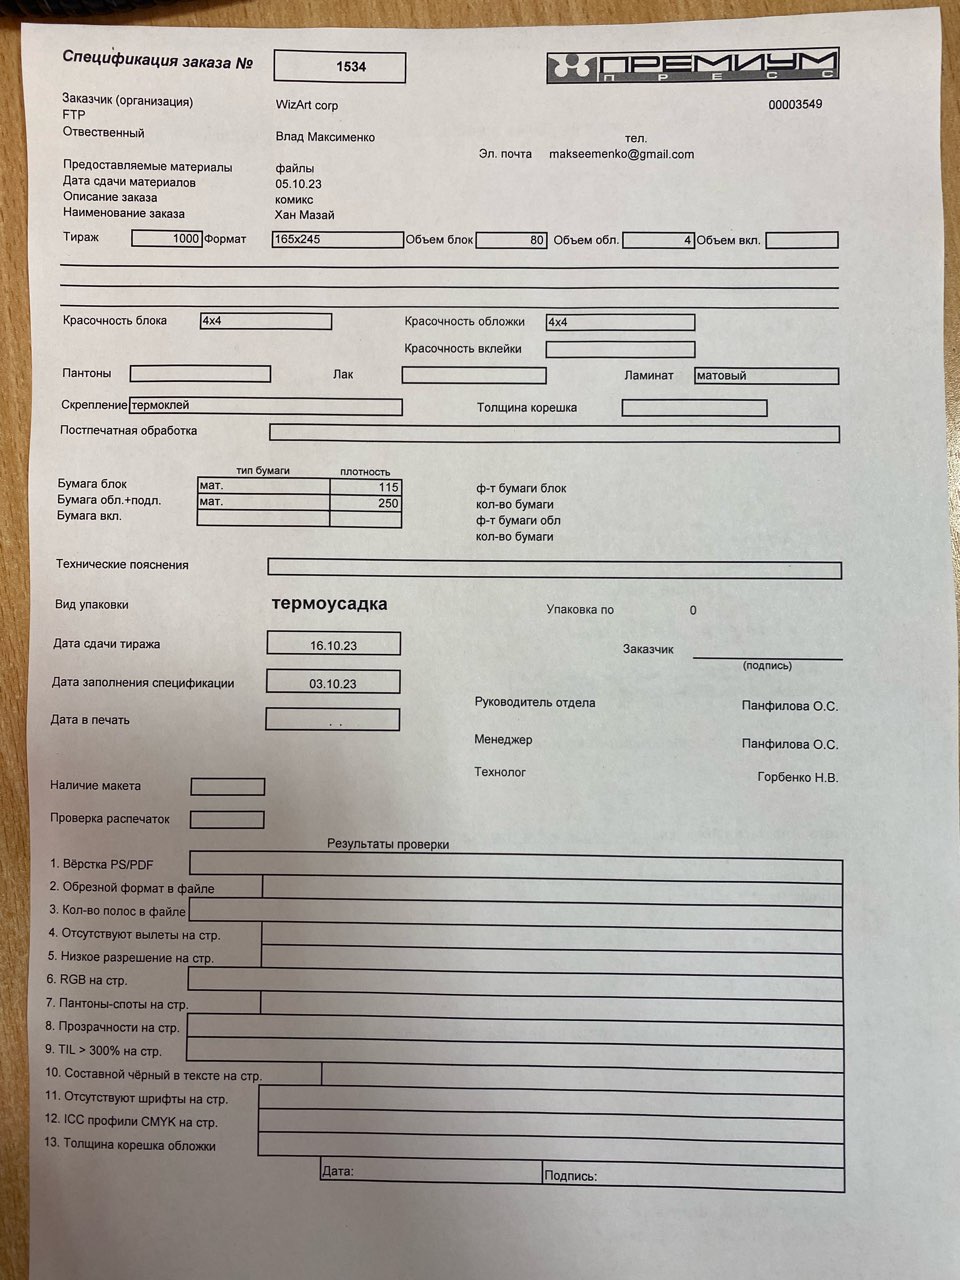 Спецификация заказа № 1534 ПРЕМИУМ ПРЕСС
Заказчик (организация) WizArt corp 00003549
FTP
Отвественный Влад Максименко тел.
Эл. почта makseemenko@gmail.com
Предоставляемые материалы файлы
Дата сдачи материалов 05.10.23
Описание заказа комикс
Наименование заказа Хан Мазай
Тираж 1000 Формат 165x245 Объем блок 80 Объем обл. 4 Объем вкл.
Красочность блока 4x4 Красочность обложки 4x4
Красочность вклейки
Пантоны Лак Ламинат матовый
Скрепление термоклей Толщина корешка
Постпечатная обработка
тип бумаги плотность
Бумага блок мат. 115 ф-т бумаги блок
Бумага обл.+подл. мат. 250 кол-во бумаги
Бумага вкл. ф-т бумаги обл
кол-во бумаги
Технические пояснения
Вид упаковки термоусадка Упаковка по 0
Дата сдачи тиража 16.10.23 Заказчик
(подпись)
Дата заполнения спецификации 03.10.23
Руководитель отдела Панфилова О.С.
Дата в печать . .
Менеджер Панфилова О.С.
Технолог Горбенко Н.В.
Наличие макета
Проверка распечаток
Результаты проверки
1. Вёрстка PS/PDF
2. Обрезной формат в файле
3. Кол-во полос в файле
4. Отсутствуют вылеты на стр.
5. Низкое разрешение на стр.
6. RGB на стр.
7. Пантоны-споты на стр.
8. Прозрачности на стр.
9. TIL > 300% на стр.
10. Составной чёрный в тексте на стр.
11. Отсутствуют шрифты на стр.
12. ICC профили CMYK на стр.
13. Толщина корешка обложки
Дата: Подпись: